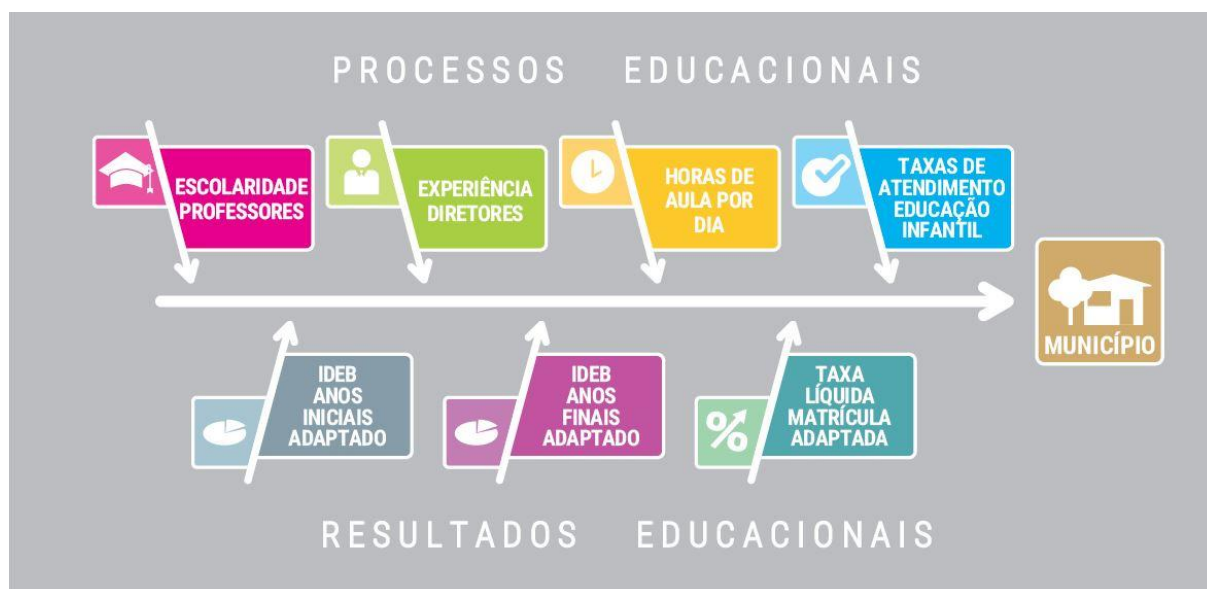 PROCESSOS EDUCACIONAIS
ESCOLARIDADE
PROFESSORES
EXPERIÊNCIA
DIRETORES
HORAS DE
AULA POR
DIA
TAXAS DE
ATENDIMENTO
EDUCAÇÃO
INFANTIL
MUNICÍPIO
IDEB
ANOS
INICIAIS
ADAPTADO
IDEB
ANOS
FINAIS
ADAPTADO
%
TAXA
LÍQUIDA
MATRÍCULA
ADAPTADA
RESULTADOS EDUCACIONAIS